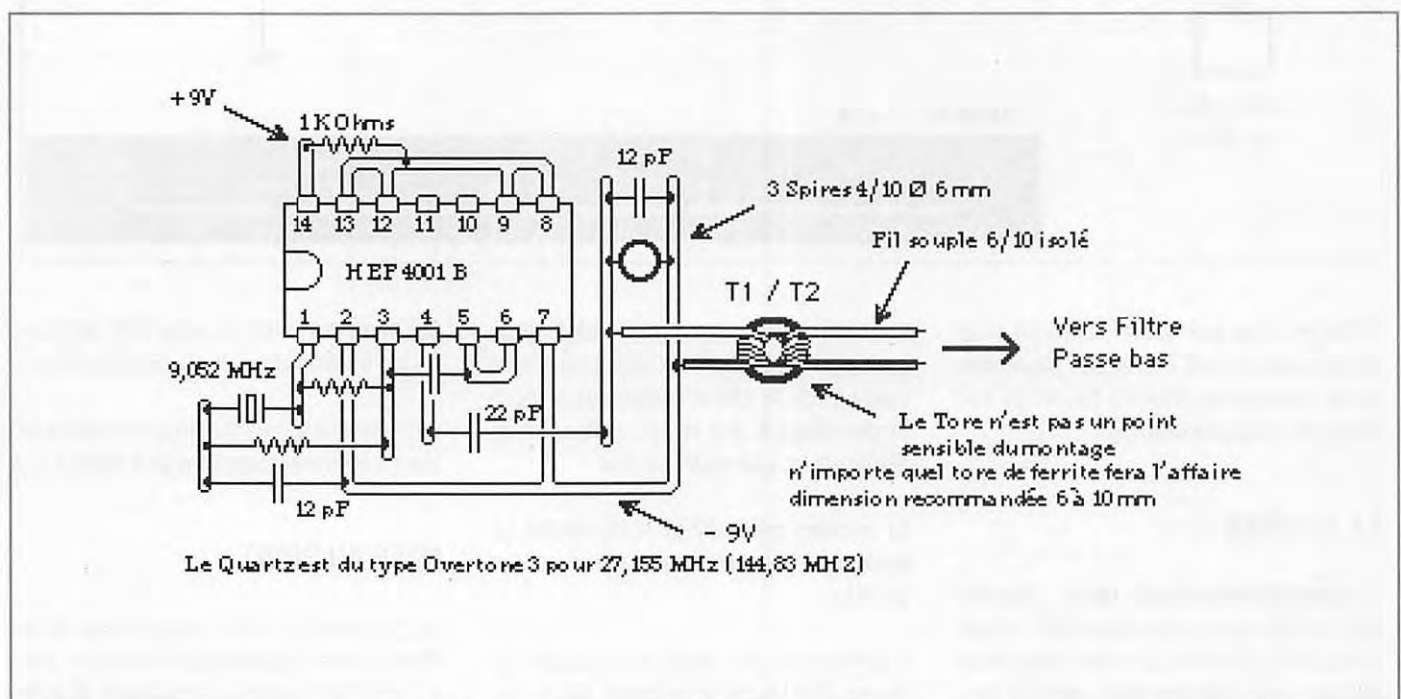 +9V
1 K Ohms
12 pF
3 Spires 4/10 Ø 6 mm
14 13 12 11 10 9 8
Fil souple 6/10 isolé
HEF 4001 B
T1 / T2
1 2 3 4 5 6 7
Vers Filtre
Passe bas
9,052 MHz
22 pF
Le Tore n'est pas un point
sensible du montage
n'importe quel tore de ferrite fera l'affaire
dimension recommandée 6 à 10 mm
12 pF
- 9V
Le Quartz est du type Overtone 3 pour 27,155 MHz (144,83 MHZ)